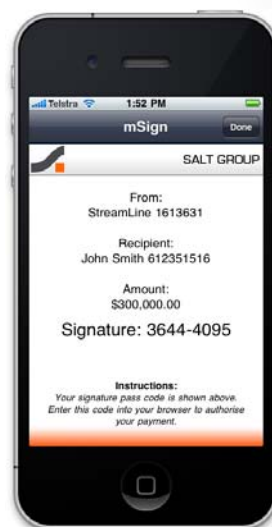 Telstra 1:52 PM
mSign Done
SALT GROUP
From:
StreamLine 1613631
Recipient:
John Smith 612351516
Amount:
$300,000.00
Signature: 3644-4095
Instructions:
Your signature pass code is shown above.
Enter this code into your browser to authorise
your payment.